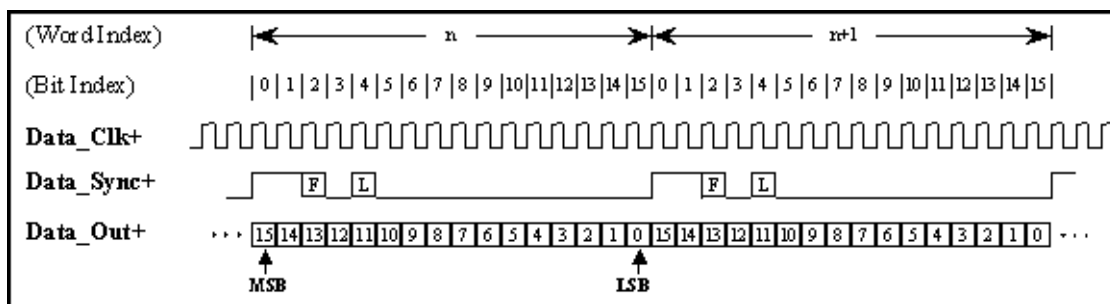 (Word Index) n n+1
(Bit Index) |0|1|2|3|4|5|6|7|8|9|10|11|12|13|14|15|0|1|2|3|4|5|6|7|8|9|10|11|12|13|14|15|
Data_Clk+
Data_Sync+ F L F L
Data_Out+ ··· 15 14 13 12 11 10 9 8 7 6 5 4 3 2 1 0 15 14 13 12 11 10 9 8 7 6 5 4 3 2 1 0 ···
MSB LSB